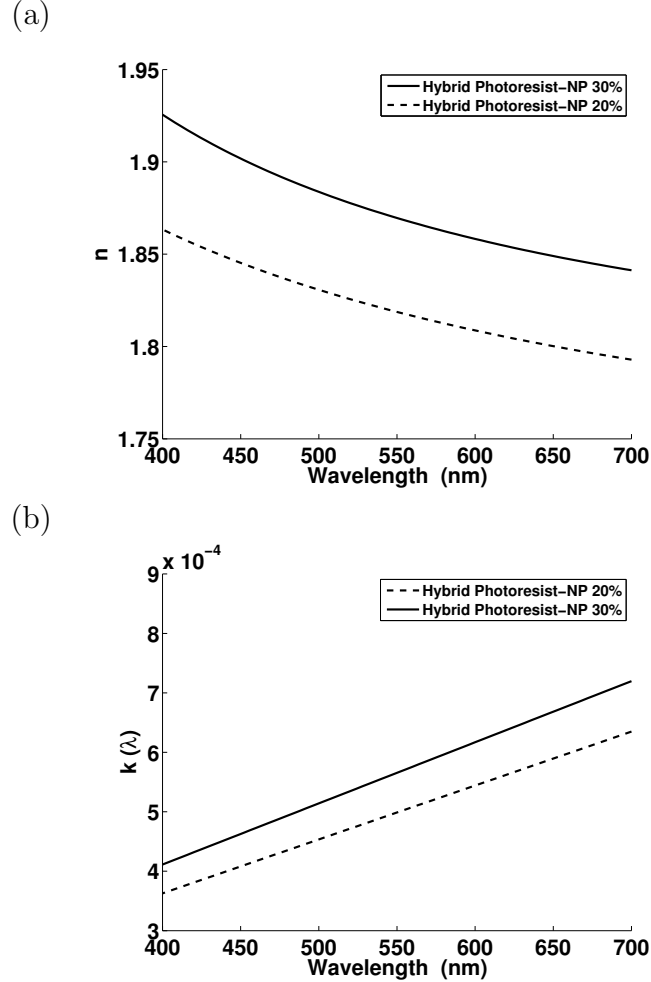 (a)
1.95
1.9
1.85
1.8
1.75
n
400 450 500 550 600 650 700
Wavelength (nm)
Hybrid Photoresist−NP 30%
Hybrid Photoresist−NP 20%
(b)
x 10−4
9
8
7
6
5
4
3
k (λ)
400 450 500 550 600 650 700
Wavelength (nm)
Hybrid Photoresist−NP 20%
Hybrid Photoresist−NP 30%